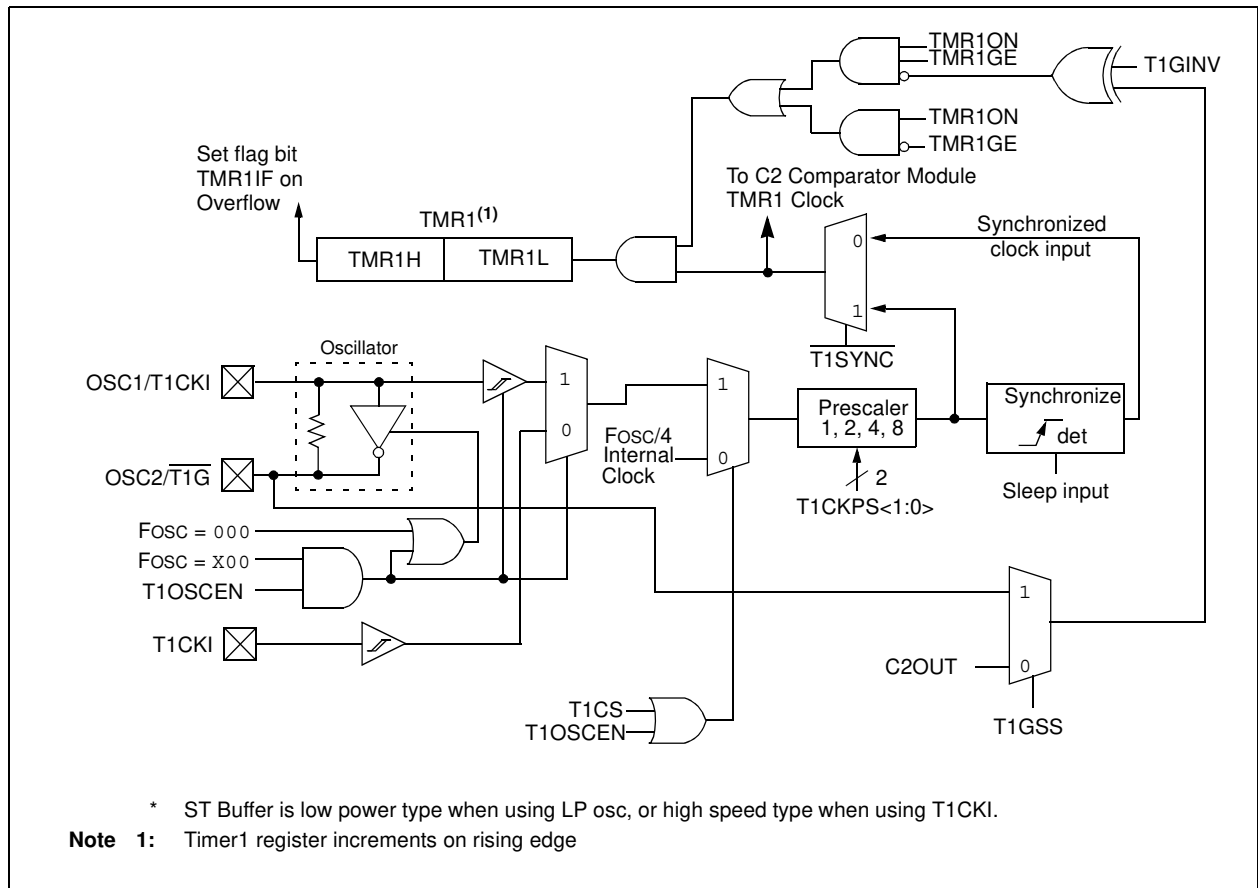 TMR1ON
TMR1GE
T1GINV
TMR1ON
TMR1GE
Set flag bit
TMR1IF on
Overflow
To C2 Comparator Module
TMR1 Clock
TMR1(1)
TMR1H
TMR1L
0
1
Synchronized
clock input
T1SYNC
Oscillator
OSC1/T1CKI
OSC2/T1G
1
0
1
0
FOSC/4
Internal
Clock
Prescaler
1, 2, 4, 8
2
T1CKPS<1:0>
Synchronize
det
Sleep input
FOSC = 000
FOSC = X00
T1OSCEN
T1CKI
1
0
C2OUT
T1GSS
T1CS
T1OSCEN
* ST Buffer is low power type when using LP osc, or high speed type when using T1CKI.
Note 1: Timer1 register increments on rising edge